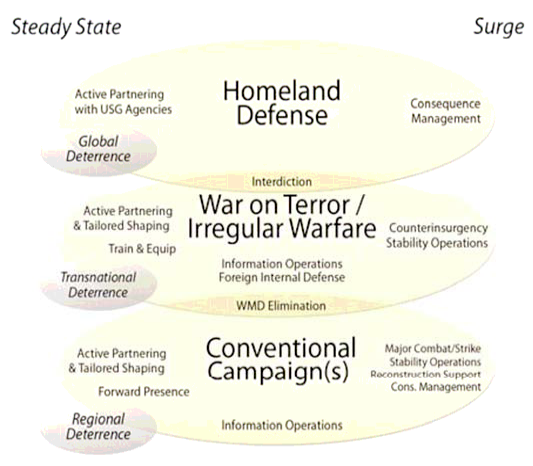 Steady State
Surge
Homeland
Defense
Active Partnering
with USG Agencies
Consequence
Management
Global
Deterrence
Interdiction
War on Terror /
Irregular Warfare
Active Partnering
& Tailored Shaping
Train & Equip
Counterinsurgency
Stability Operations
Information Operations
Foreign Internal Defense
Transnational
Deterrence
WMD Elimination
Conventional
Campaign(s)
Active Partnering
& Tailored Shaping
Forward Presence
Major Combat/Strike
Stability Operations
Reconstruction Support
Cons. Management
Regional
Deterrence
Information Operations